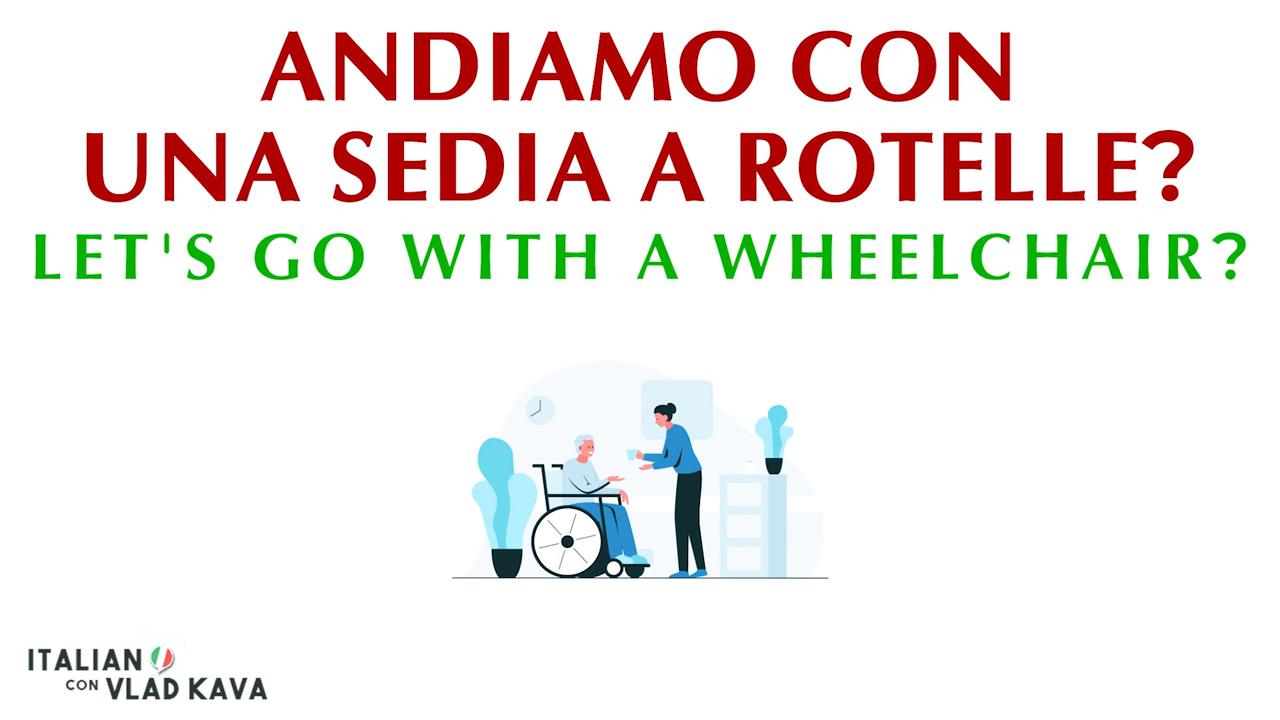 ANDIAMO CON
UNA SEDIA A ROTELLE?
LET'S GO WITH A WHEELCHAIR?
ITALIAN
CON VLAD KAVA